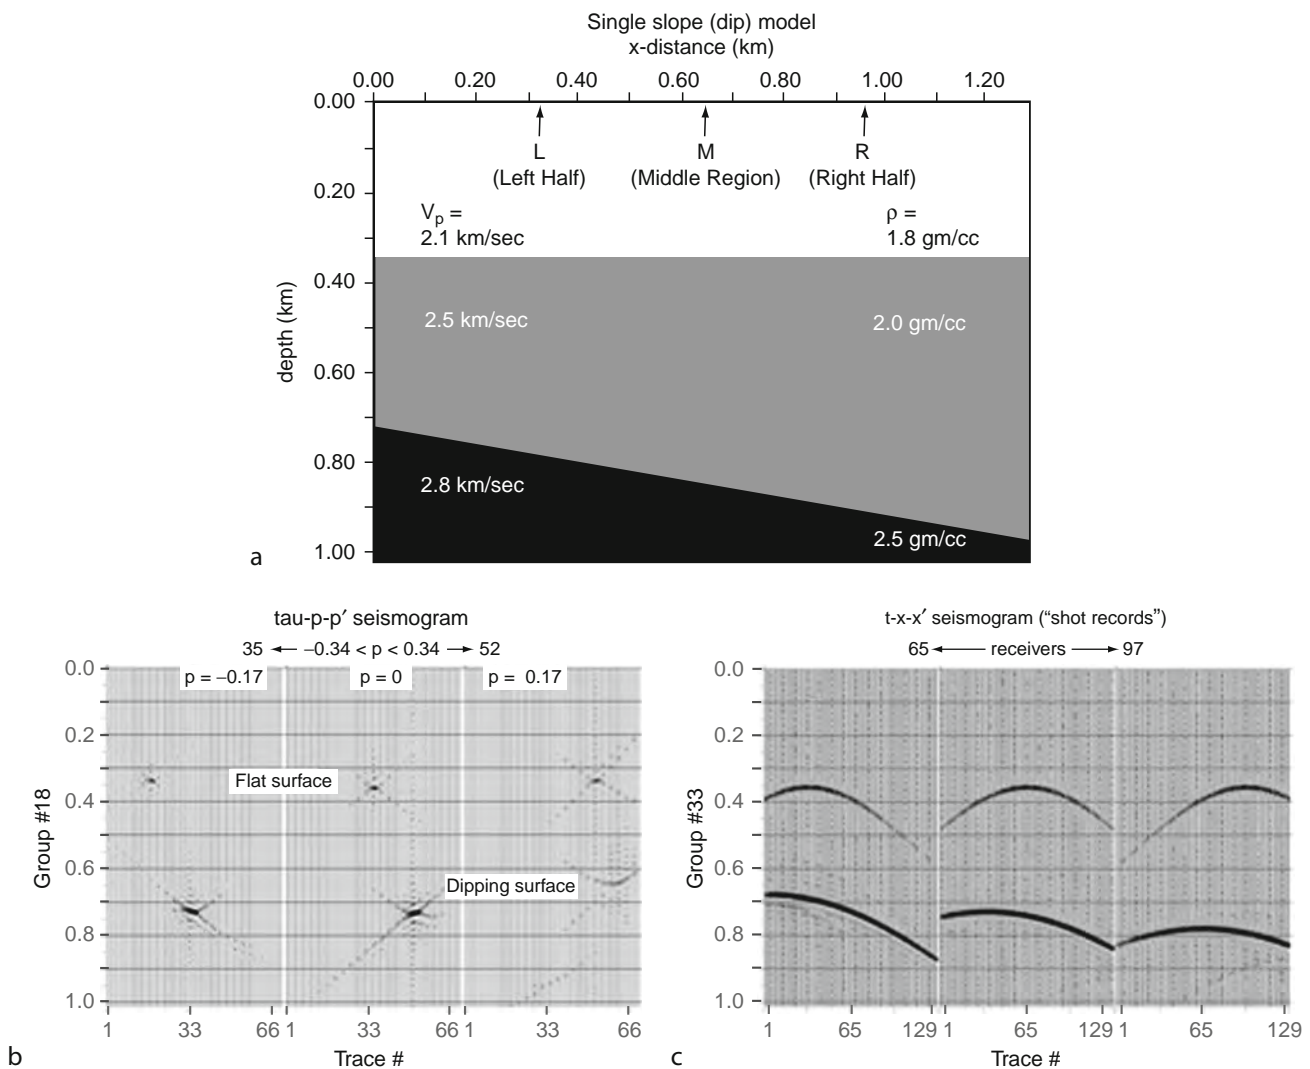 Single slope (dip) model
x-distance (km)
0.00 0.20 0.40 0.60 0.80 1.00 1.20
0.00
0.20
0.40
0.60
0.80
1.00
depth (km)
L
(Left Half)
M
(Middle Region)
R
(Right Half)
Vp =
2.1 km/sec
ρ =
1.8 gm/cc
2.5 km/sec
2.0 gm/cc
2.8 km/sec
2.5 gm/cc
a
tau-p-p′ seismogram
35 ← –0.34 < p < 0.34 → 52
p = –0.17
p = 0
p = 0.17
0.0
0.2
0.4
0.6
0.8
1.0
Group #18
Flat surface
Dipping surface
1 33 66 1 33 66 1 33 66
Trace #
b
t-x-x′ seismogram ("shot records")
65 ← receivers → 97
0.0
0.2
0.4
0.6
0.8
1.0
Group #33
1 65 129 1 65 129 1 65 129
Trace #
c